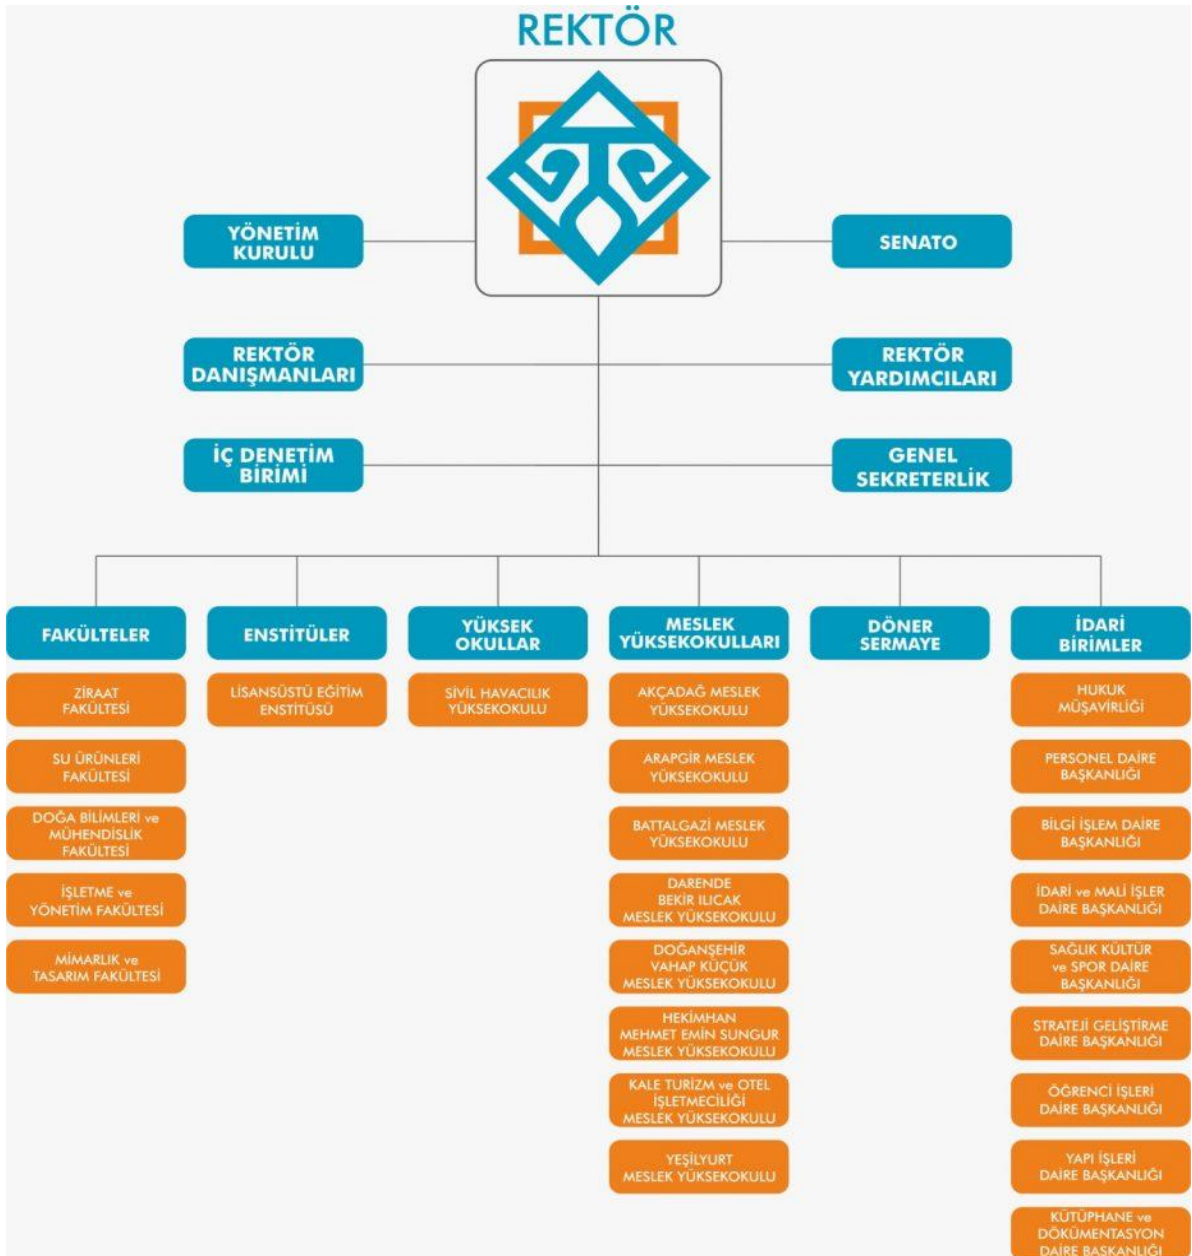 REKTÖR
YÖNETİM
KURULU
SENATO
REKTÖR
DANIŞMANLARI
REKTÖR
YARDIMCILARI
İÇ DENETİM
BİRİMİ
GENEL
SEKRETERLİK
FAKÜLTELER
ZİRAAT
FAKÜLTESİ
SU ÜRÜNLERİ
FAKÜLTESİ
DOĞA BİLİMLERİ ve
MÜHENDİSLİK
FAKÜLTESİ
İŞLETME ve
YÖNETİM FAKÜLTESİ
MİMARLIK ve
TASARIM FAKÜLTESİ
ENSTİTÜLER
LİSANSÜSTÜ EĞİTİM
ENSTİTÜSÜ
YÜKSEK
OKULLAR
SİVİL HAVACILIK
YÜKSEKOKULU
MESLEK
YÜKSEKOKULLARI
AKÇADAĞ MESLEK
YÜKSEKOKULU
ARAPGİR MESLEK
YÜKSEKOKULU
BATTALGAZİ MESLEK
YÜKSEKOKULU
DARENDE
BEKİR ILICAK
MESLEK YÜKSEKOKULU
DOĞANŞEHİR
VAHAP KÜÇÜK
MESLEK YÜKSEKOKULU
HEKİMHAN
MEHMET EMİN SUNGUR
MESLEK YÜKSEKOKULU
KALE TURİZM ve OTEL
İŞLETMECİLİĞİ
MESLEK YÜKSEKOKULU
YEŞİLYURT
MESLEK YÜKSEKOKULU
DÖNER
SERMAYE
İDARİ
BİRİMLER
HUKUK
MÜŞAVİRLİĞİ
PERSONEL DAİRE
BAŞKANLIĞI
BİLGİ İŞLEM DAİRE
BAŞKANLIĞI
İDARİ ve MALİ İŞLER
DAİRE BAŞKANLIĞI
SAĞLIK KÜLTÜR
ve SPOR DAİRE
BAŞKANLIĞI
STRATEJİ GELİŞTİRME
DAİRE BAŞKANLIĞI
ÖĞRENCİ İŞLERİ
DAİRE BAŞKANLIĞI
YAPI İŞLERİ
DAİRE BAŞKANLIĞI
KÜTÜPHANE ve
DÖKÜMENTASYON
DAİRE BAŞKANLIĞI